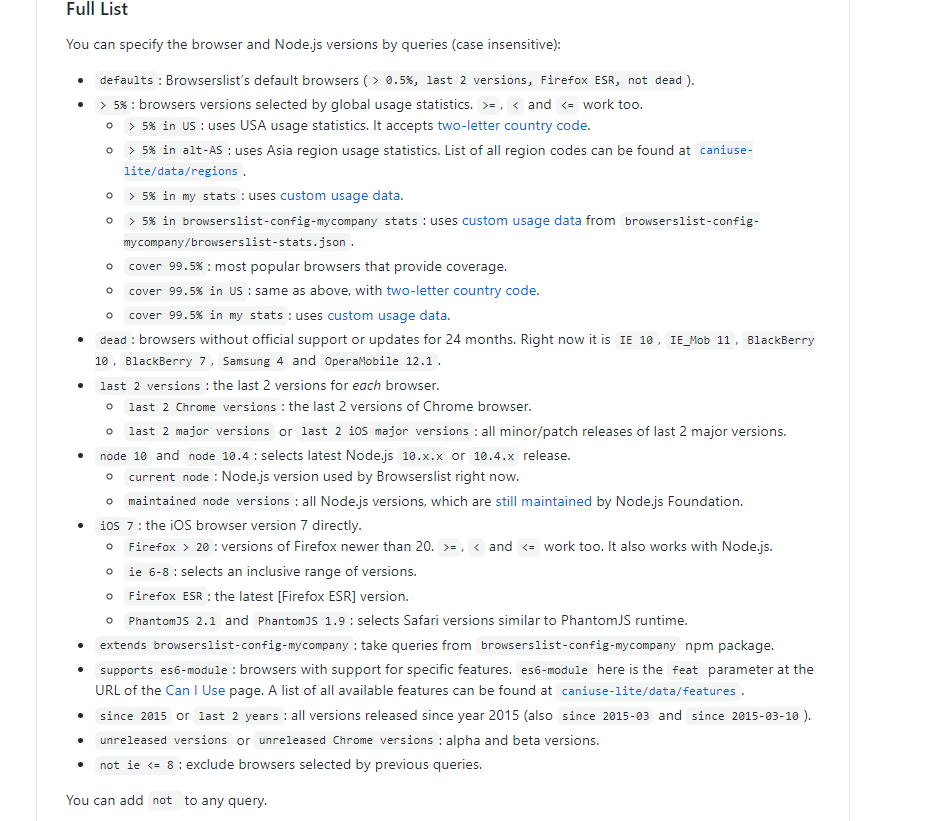 Full List
You can specify the browser and Node.js versions by queries (case insensitive):
• defaults : Browserslist’s default browsers ( > 0.5%, last 2 versions, Firefox ESR, not dead ).
• > 5% : browsers versions selected by global usage statistics. >= , < and <= work too.
○ > 5% in US : uses USA usage statistics. It accepts two-letter country code.
○ > 5% in alt-AS : uses Asia region usage statistics. List of all region codes can be found at caniuse-
lite/data/regions .
○ > 5% in my stats : uses custom usage data.
○ > 5% in browserslist-config-mycompany stats : uses custom usage data from browserslist-config-
mycompany/browserslist-stats.json .
○ cover 99.5% : most popular browsers that provide coverage.
○ cover 99.5% in US : same as above, with two-letter country code.
○ cover 99.5% in my stats : uses custom usage data.
• dead : browsers without official support or updates for 24 months. Right now it is IE 10 , IE_Mob 11 , BlackBerry
10 , BlackBerry 7 , Samsung 4 and OperaMobile 12.1 .
• last 2 versions : the last 2 versions for each browser.
○ last 2 Chrome versions : the last 2 versions of Chrome browser.
○ last 2 major versions or last 2 iOS major versions : all minor/patch releases of last 2 major versions.
• node 10 and node 10.4 : selects latest Node.js 10.x.x or 10.4.x release.
○ current node : Node.js version used by Browserslist right now.
○ maintained node versions : all Node.js versions, which are still maintained by Node.js Foundation.
• iOS 7 : the iOS browser version 7 directly.
○ Firefox > 20 : versions of Firefox newer than 20. >= , < and <= work too. It also works with Node.js.
○ ie 6-8 : selects an inclusive range of versions.
○ Firefox ESR : the latest [Firefox ESR] version.
○ PhantomJS 2.1 and PhantomJS 1.9 : selects Safari versions similar to PhantomJS runtime.
• extends browserslist-config-mycompany : take queries from browserslist-config-mycompany npm package.
• supports es6-module : browsers with support for specific features. es6-module here is the feat parameter at the
URL of the Can I Use page. A list of all available features can be found at caniuse-lite/data/features .
• since 2015 or last 2 years : all versions released since year 2015 (also since 2015-03 and since 2015-03-10 ).
• unreleased versions or unreleased Chrome versions : alpha and beta versions.
• not ie <= 8 : exclude browsers selected by previous queries.
You can add not to any query.